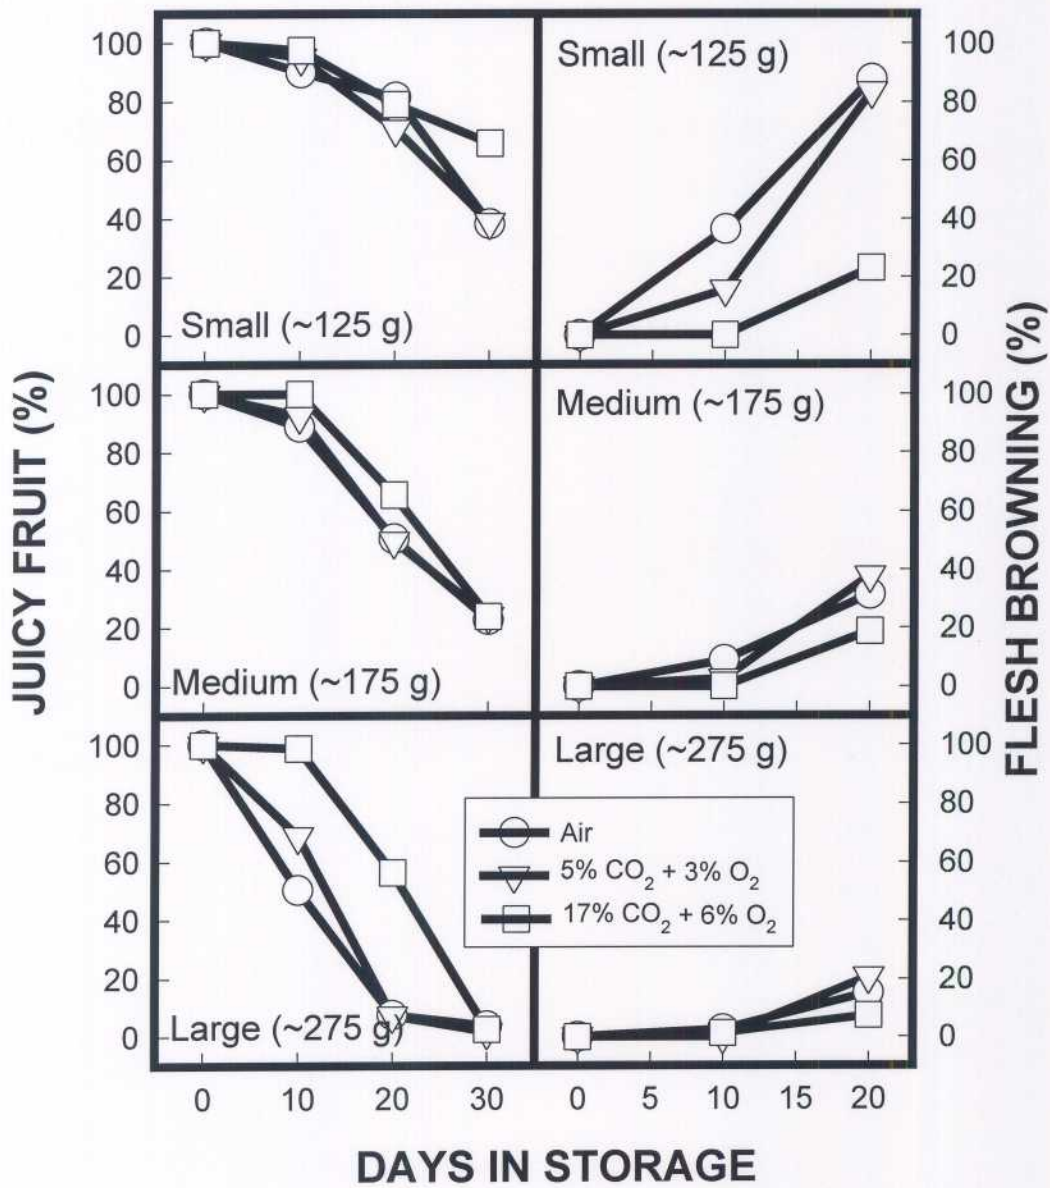 JUICY FRUIT (%)
100
80
60
40
20
0
Small (~125 g)
100
80
60
40
20
0
Medium (~175 g)
100
80
60
40
20
0
Large (~275 g)
0 10 20 30
Small (~125 g)
100
80
60
40
20
0
Medium (~175 g)
100
80
60
40
20
0
Large (~275 g)
100
80
60
40
20
0
Air
5% CO₂ + 3% O₂
17% CO₂ + 6% O₂
0 5 10 15 20
FLESH BROWNING (%)
DAYS IN STORAGE